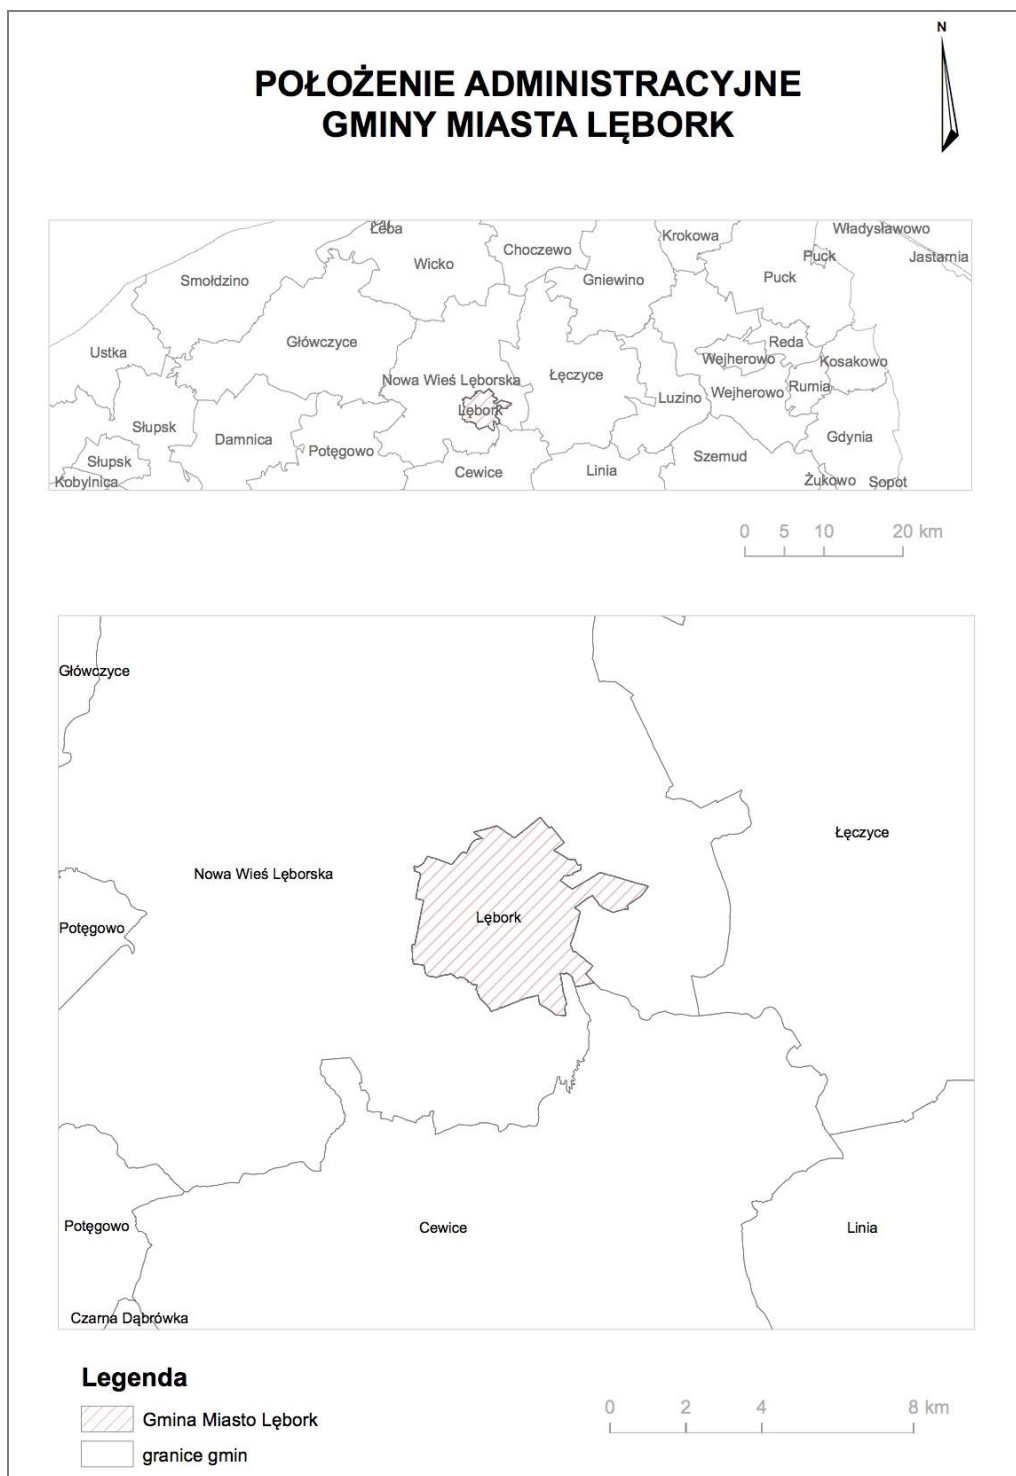 N
POŁOŻENIE ADMINISTRACYJNE
GMINY MIASTA LĘBORK
Łeba
Władysławowo
Krokowa
Choczewo
Puck
Jastarnia
Wicko
Puck
Smołdzino
Gniewino
Główczyce
Reda
Ustka
Wejherowo
Kosakowo
Nowa Wieś Lęborska
Łęczyce
Rumia
Wejherowo
Luzino
Lębork
Słupsk
Damnica
Gdynia
Potęgowo
Szemud
Słupsk
Cewice
Linia
Kobylnica
Żukowo
Sopot
0 5 10 20 km
Główczyce
Łęczyce
Nowa Wieś Lęborska
Lębork
Potęgowo
Potęgowo
Cewice
Linia
Czarna Dąbrówka
Legenda
Gmina Miasto Lębork
granice gmin
0 2 4 8 km